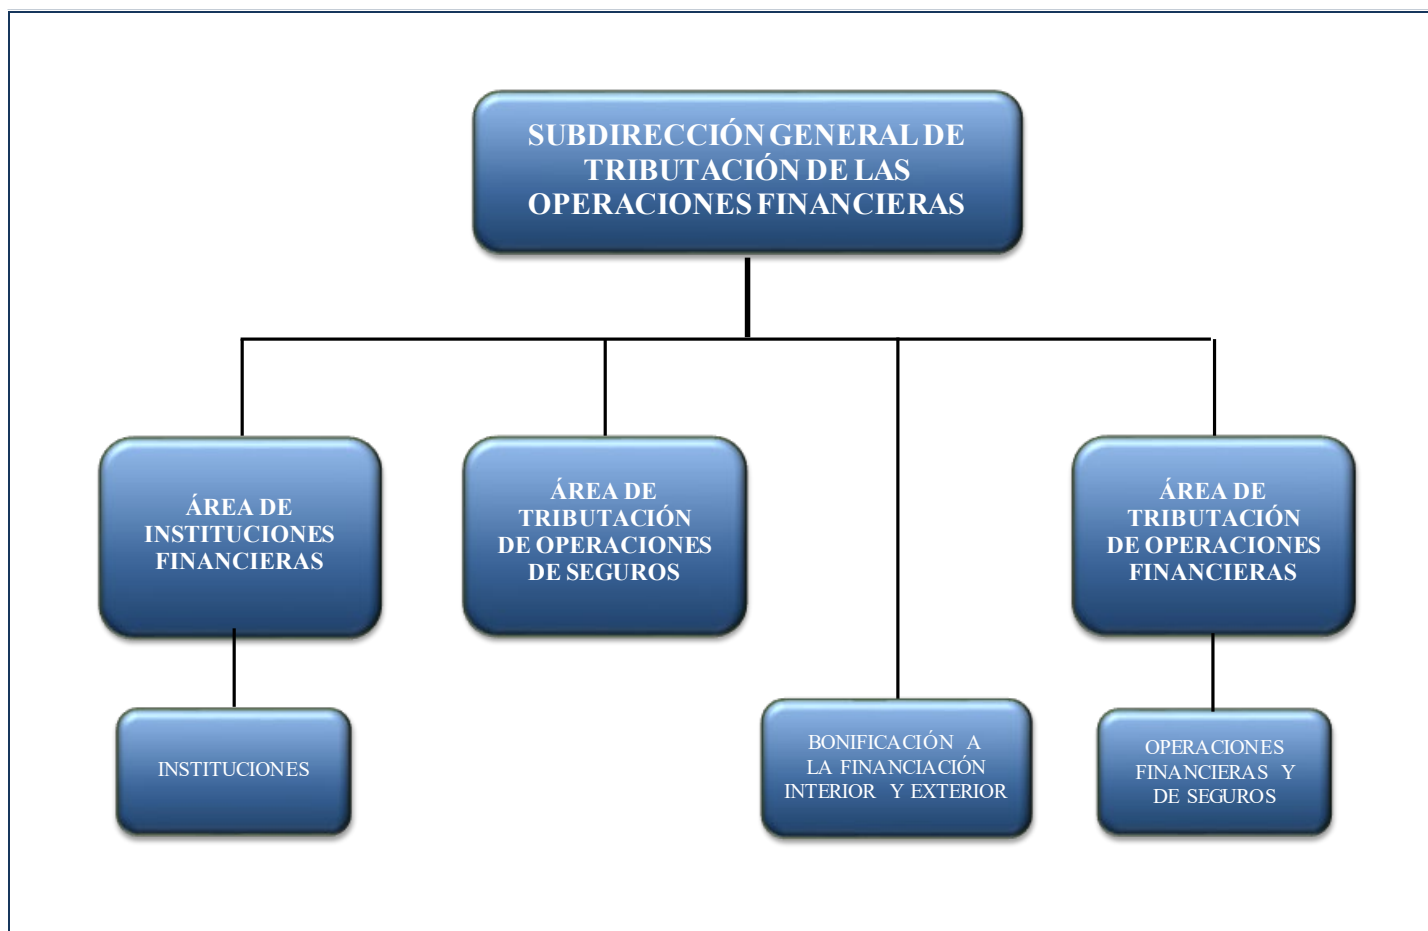 SUBDIRECCIÓN GENERAL DE
TRIBUTACIÓN DE LAS
OPERACIONES FINANCIERAS
ÁREA DE
INSTITUCIONES
FINANCIERAS
ÁREA DE
TRIBUTACIÓN
DE OPERACIONES
DE SEGUROS
ÁREA DE
TRIBUTACIÓN
DE OPERACIONES
FINANCIERAS
INSTITUCIONES
BONIFICACIÓN A
LA FINANCIACIÓN
INTERIOR Y EXTERIOR
OPERACIONES
FINANCIERAS Y
DE SEGUROS